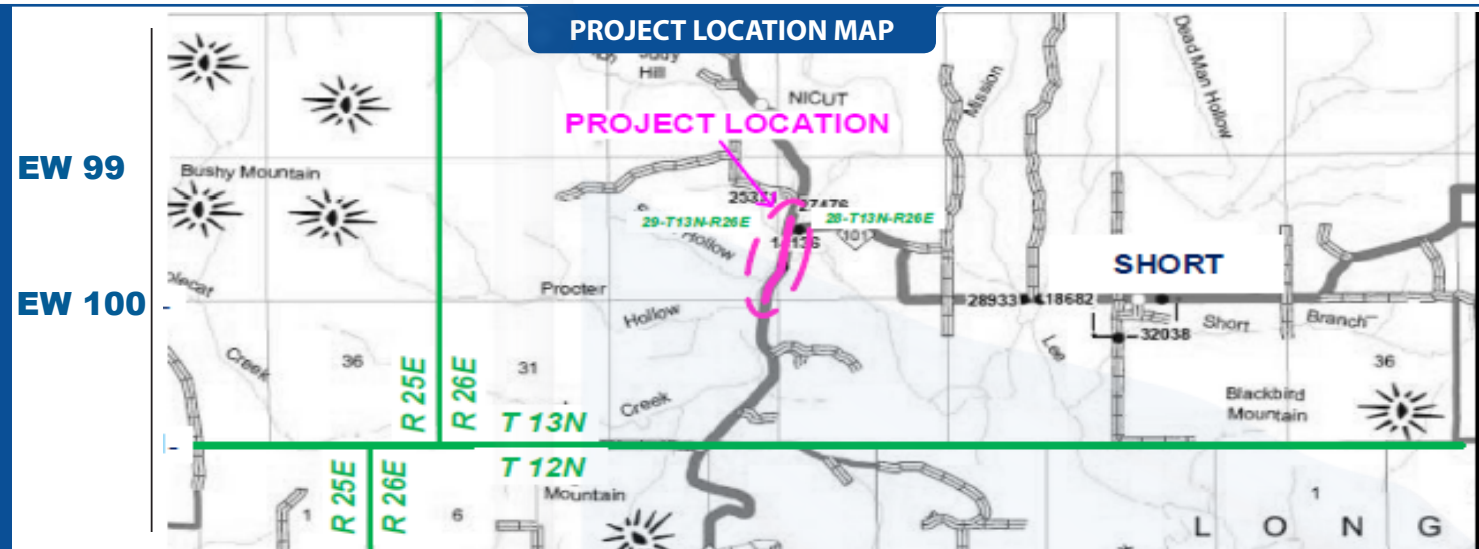 PROJECT LOCATION MAP
Hill
NICUT
Mission
Dead Man Hollow
PROJECT LOCATION
EW 99
Bushy Mountain
27476
29-T13N-R26E
28-T13N-R26E
Hollow
101
SHORT
EW 100
Procter
Hollow
28933
18682
Short
Branch
32038
Lee
Creek
36
R 25E
R 26E
31
Creek
T 13N
Blackbird
Mountain
36
T 12N
R 25E
R 26E
Mountain
1
6
1
L O N G